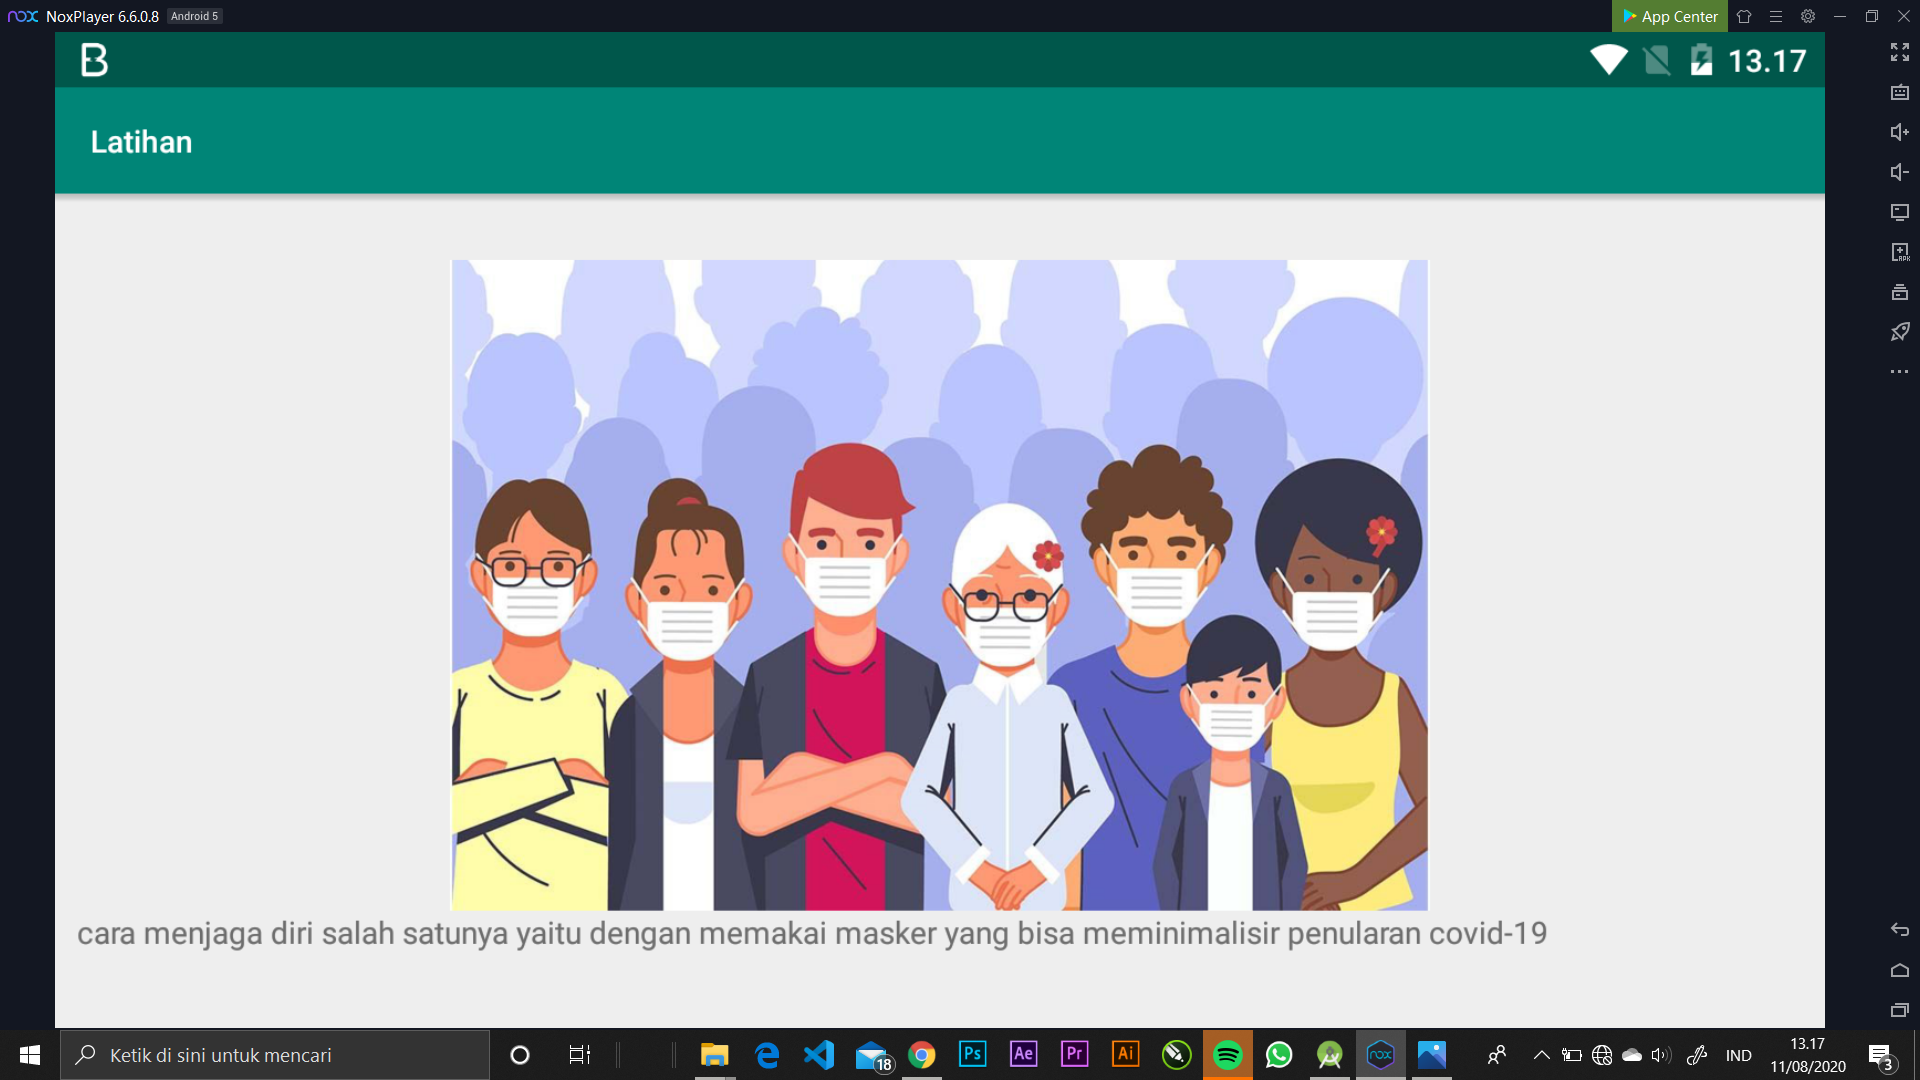 NoxPlayer 6.6.0.8 Android 5 App Center
13.17
Latihan
cara menjaga diri salah satunya yaitu dengan memakai masker yang bisa meminimalisir penularan covid-19
Ketik di sini untuk mencari
18
Ps Ae Pr Ai
nox
IND
13.17
11/08/2020
3